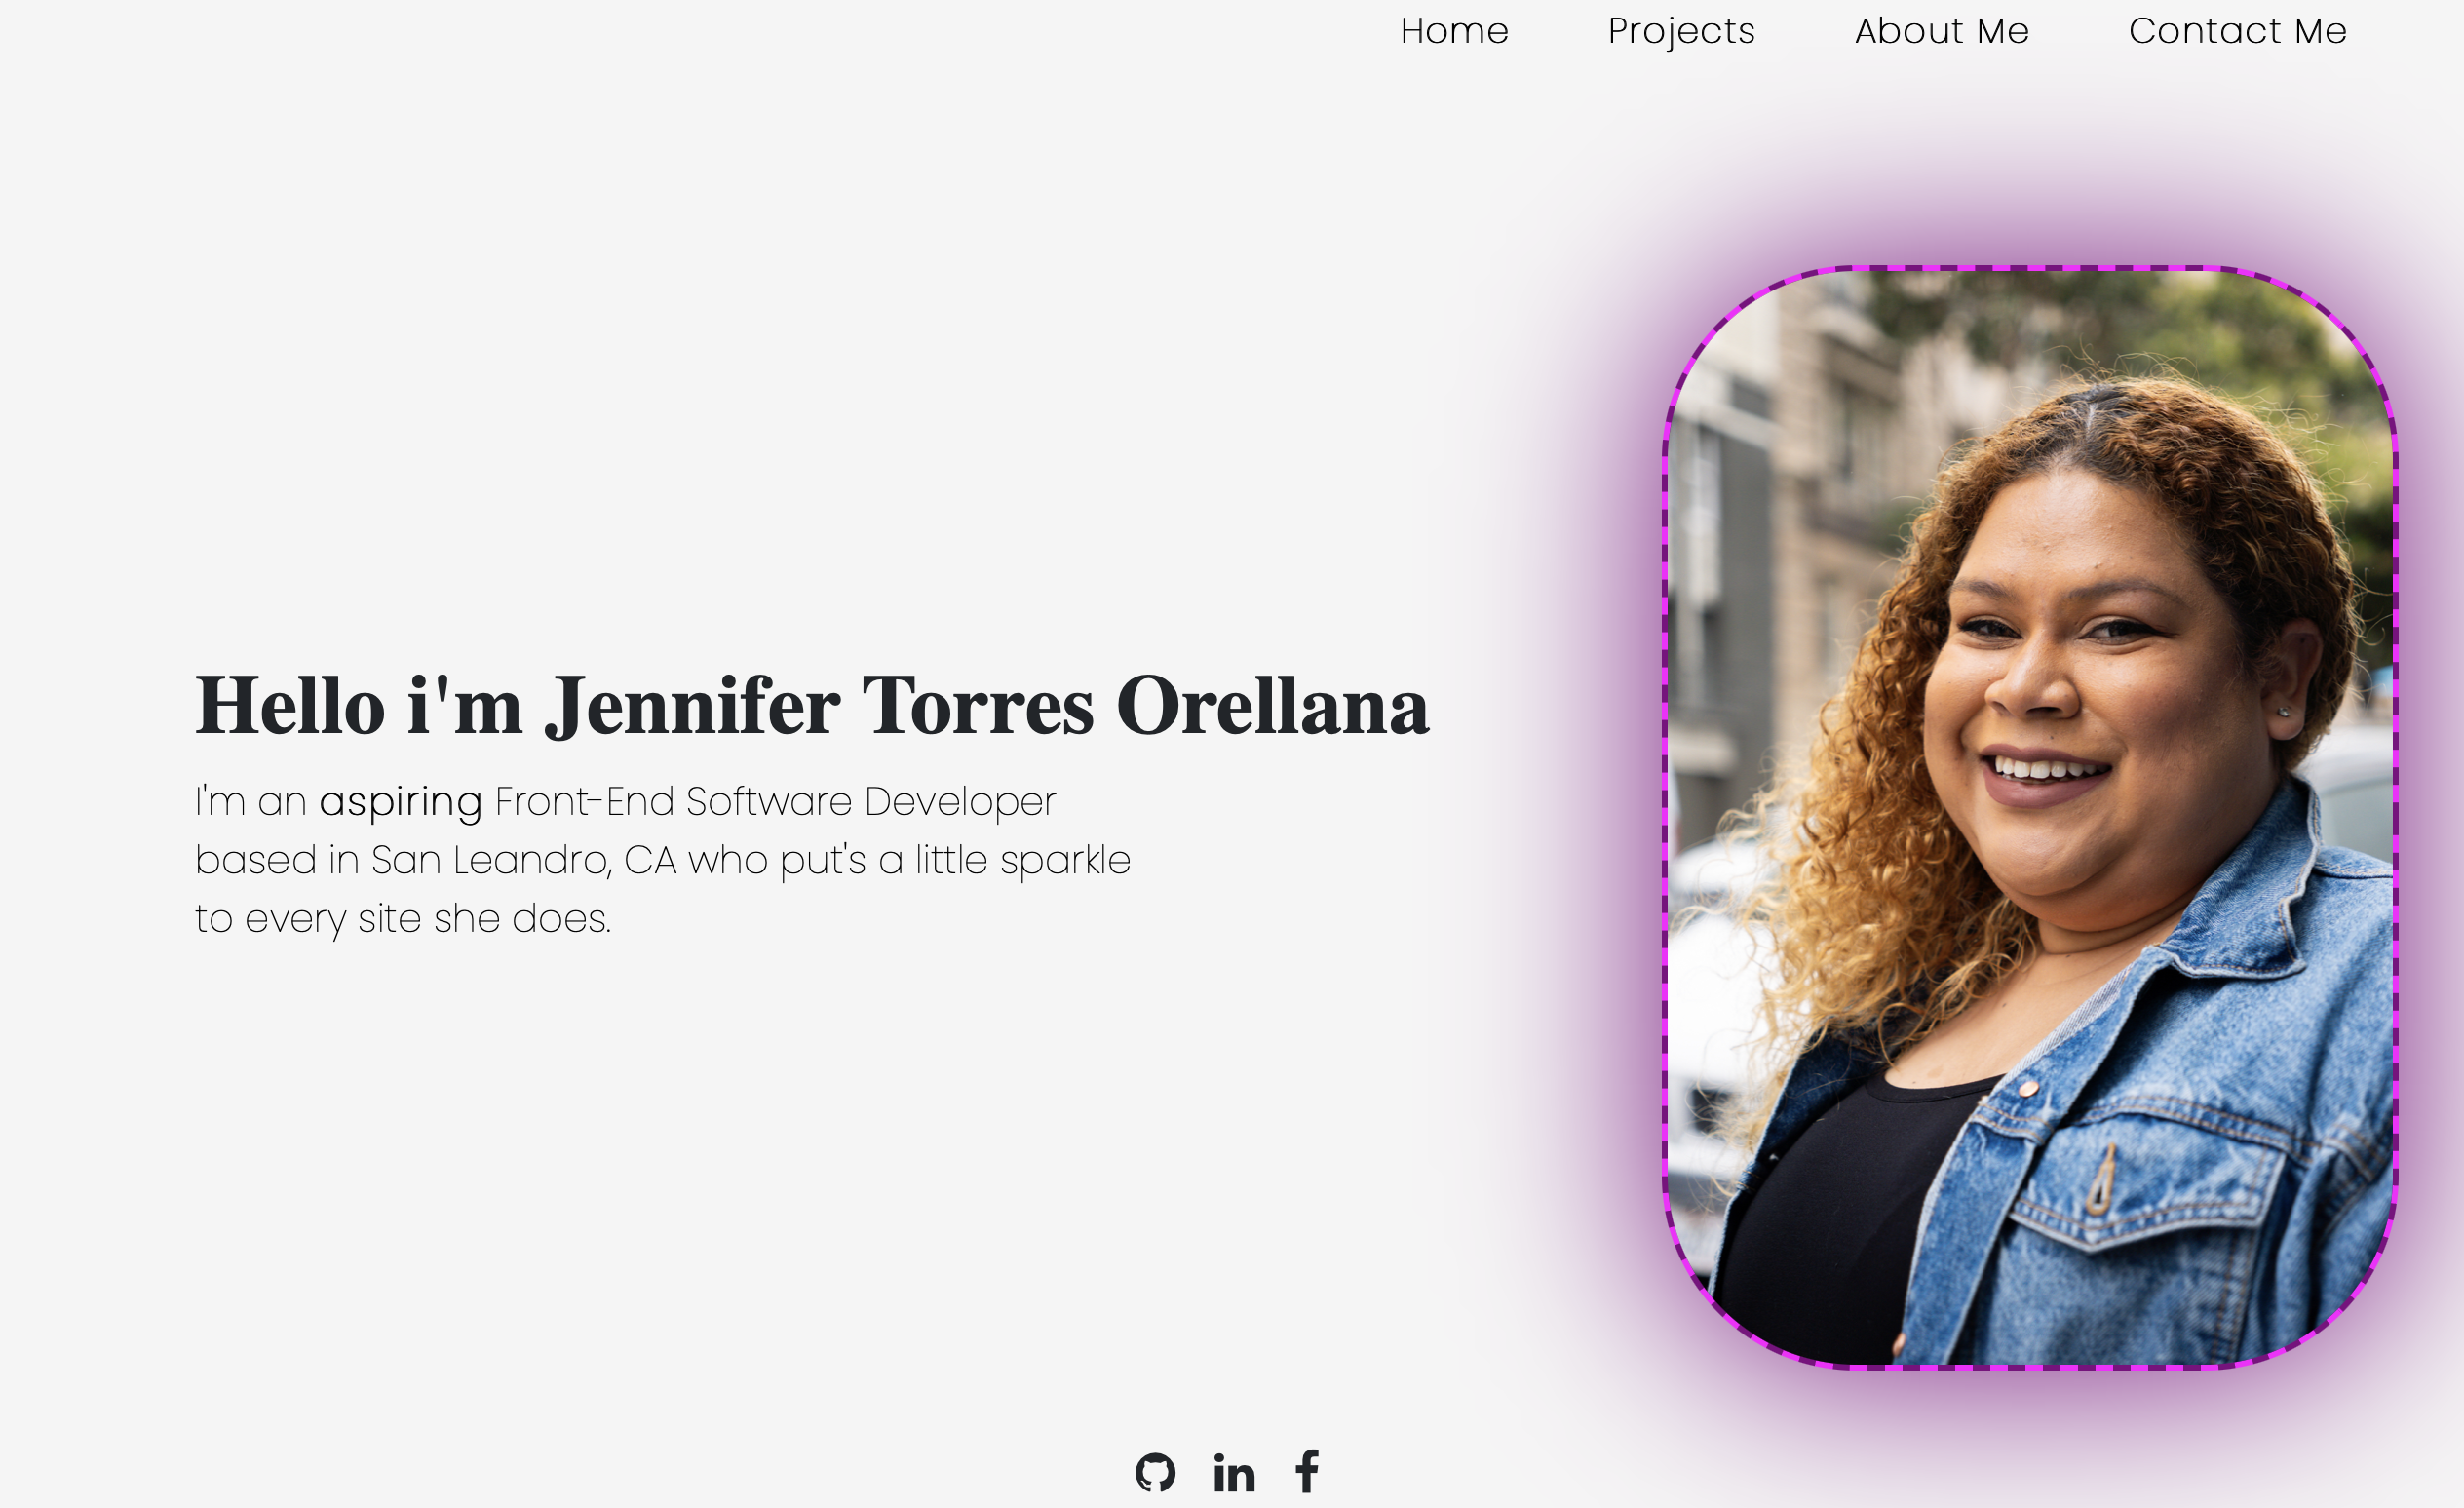 Home Projects About Me Contact Me
Hello i'm Jennifer Torres Orellana
I'm an aspiring Front-End Software Developer
based in San Leandro, CA who put's a little sparkle
to every site she does.